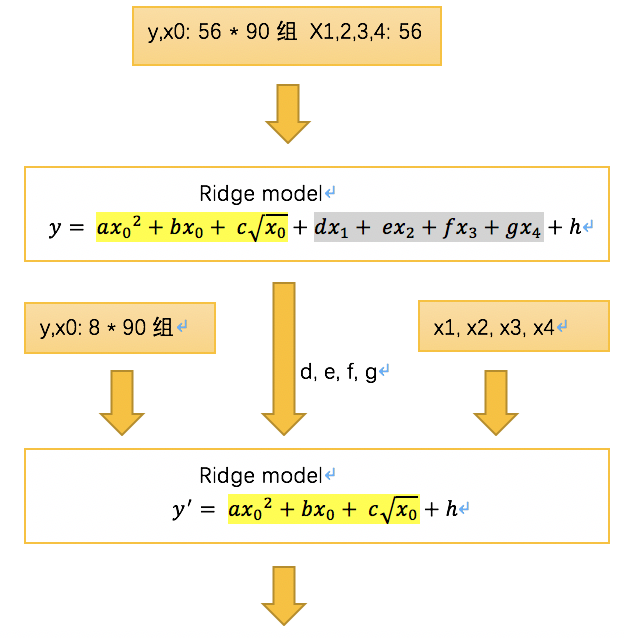 y,x0: 56 * 90 组 X1,2,3,4: 56
Ridge model↵
y = ax₀² + bx₀ + c√x₀ + dx₁ + ex₂ + fx₃ + gx₄ + h↵
y,x0: 8 * 90 组↵
x1, x2, x3, x4↵
d, e, f, g↵
Ridge model↵
y′ = ax₀² + bx₀ + c√x₀ + h↵